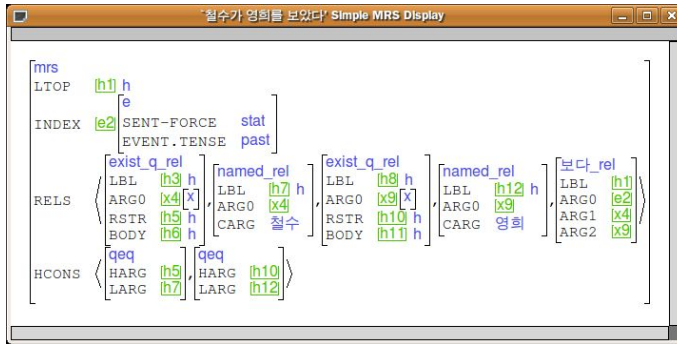 `철수가 영희를 보았다' Simple MRS Display
mrs
LTOP h1 h
INDEX e2 e
SENT-FORCE stat
EVENT.TENSE past
RELS < exist_q_rel
LBL h3 h
ARG0 x4 x
RSTR h5 h
BODY h6 h
, named_rel
LBL h7 h
ARG0 x4
CARG 철수
, exist_q_rel
LBL h8 h
ARG0 x9 x
RSTR h10 h
BODY h11 h
, named_rel
LBL h12 h
ARG0 x9
CARG 영희
, 보다_rel
LBL h1
ARG0 e2
ARG1 x4
ARG2 x9 >
HCONS < qeq
HARG h5
LARG h7
, qeq
HARG h10
LARG h12 >